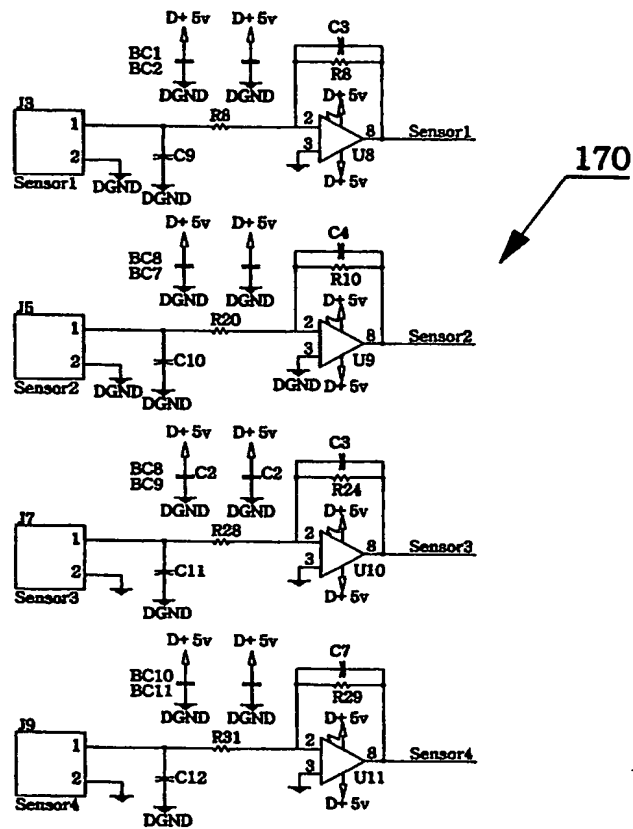 D+ 5v D+ 5v C3
BC1
BC2 R8
DGND DGND D+ 5v
J3 R8
1 2 8 Sensor1
C9 3 U8
2 D+ 5v
Sensor1 DGND DGND
170
D+ 5v D+ 5v C4
BC8
BC7 R10
DGND DGND D+ 5v
J5 R20
1 2 8 Sensor2
C10 3 U9
2 DGND D+ 5v
Sensor2 DGND DGND
D+ 5v D+ 5v C3
BC8 C2 C2
BC9 R24
DGND DGND D+ 5v
J7 R28
1 2 8 Sensor3
C11 3 U10
2 D+ 5v
Sensor3 DGND
D+ 5v D+ 5v C7
BC10
BC11 R29
DGND DGND D+ 5v
J9 R31
1 2 8 Sensor4
C12 3 U11
2 D+ 5v
Sensor4 DGND